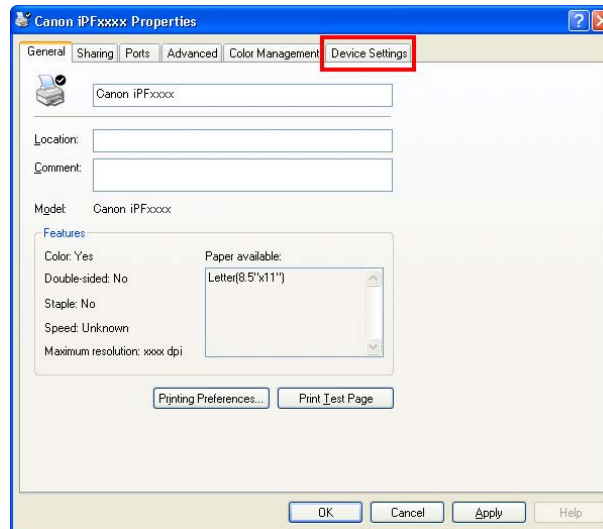 Canon iPFxxxx Properties
General Sharing Ports Advanced Color Management Device Settings
Canon iPFxxxx
Location:
Comment:
Model: Canon iPFxxxx
Features
Color: Yes
Paper available:
Double-sided: No
Letter(8.5"x11")
Staple: No
Speed: Unknown
Maximum resolution: xxxx dpi
Printing Preferences... Print Test Page
OK Cancel Apply Help